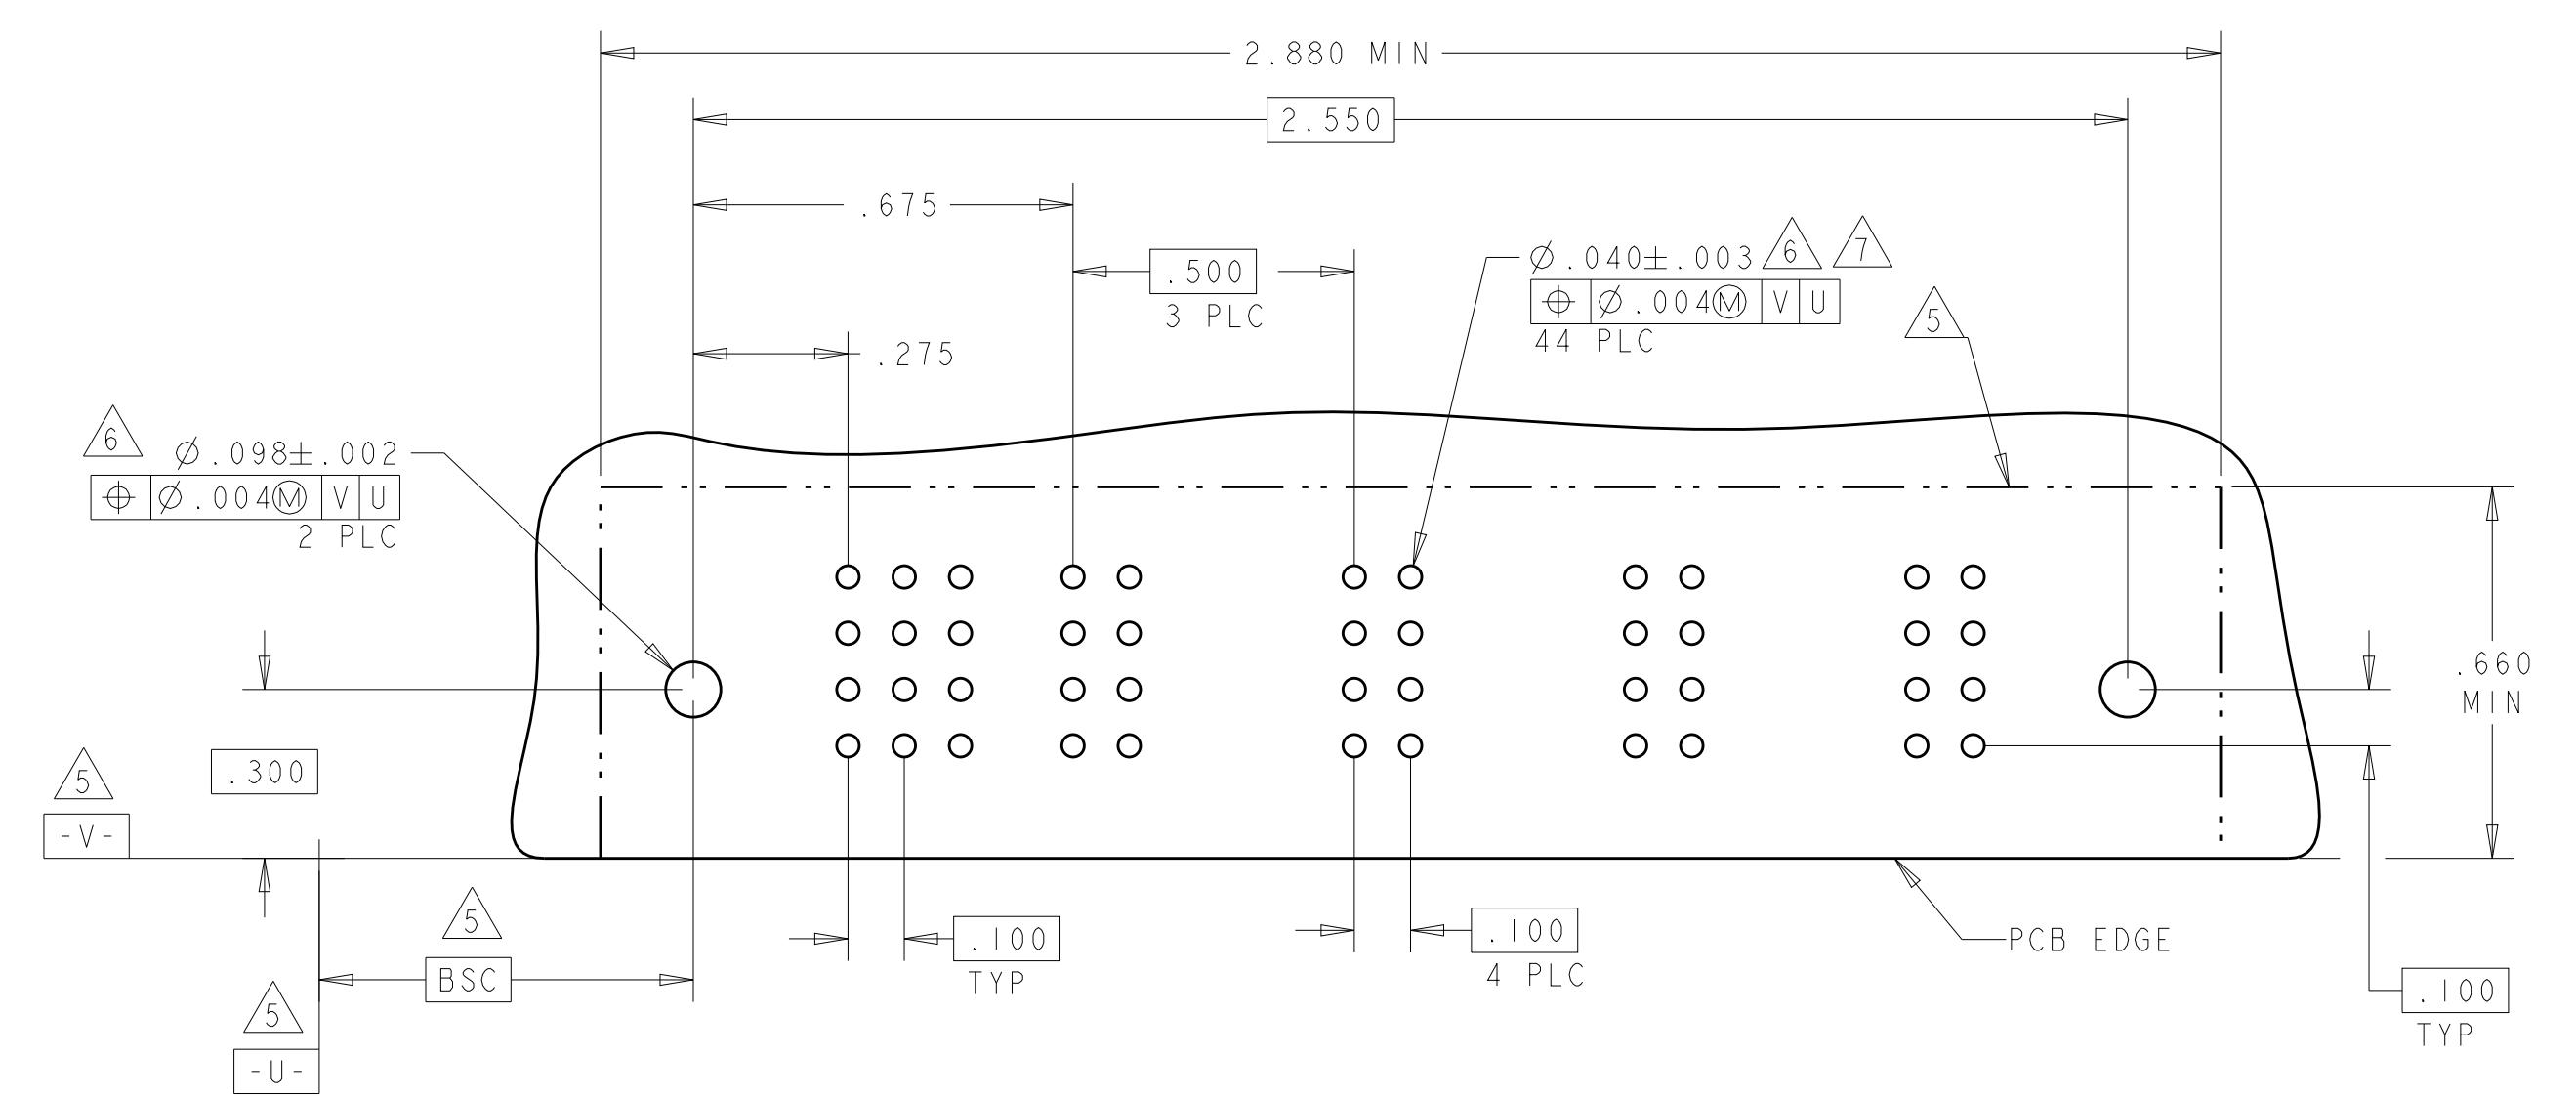 2.880 MIN
2.550
.675
.500
3 PLC
.275
Ø.040±.003 6 7
⌖ Ø.004Ⓜ V U
44 PLC
5
6 Ø.098±.002
⌖ Ø.004Ⓜ V U
2 PLC
.660
MIN
.300
5
-V-
5
BSC
5
-U-
.100
TYP
.100
4 PLC
PCB EDGE
.100
TYP